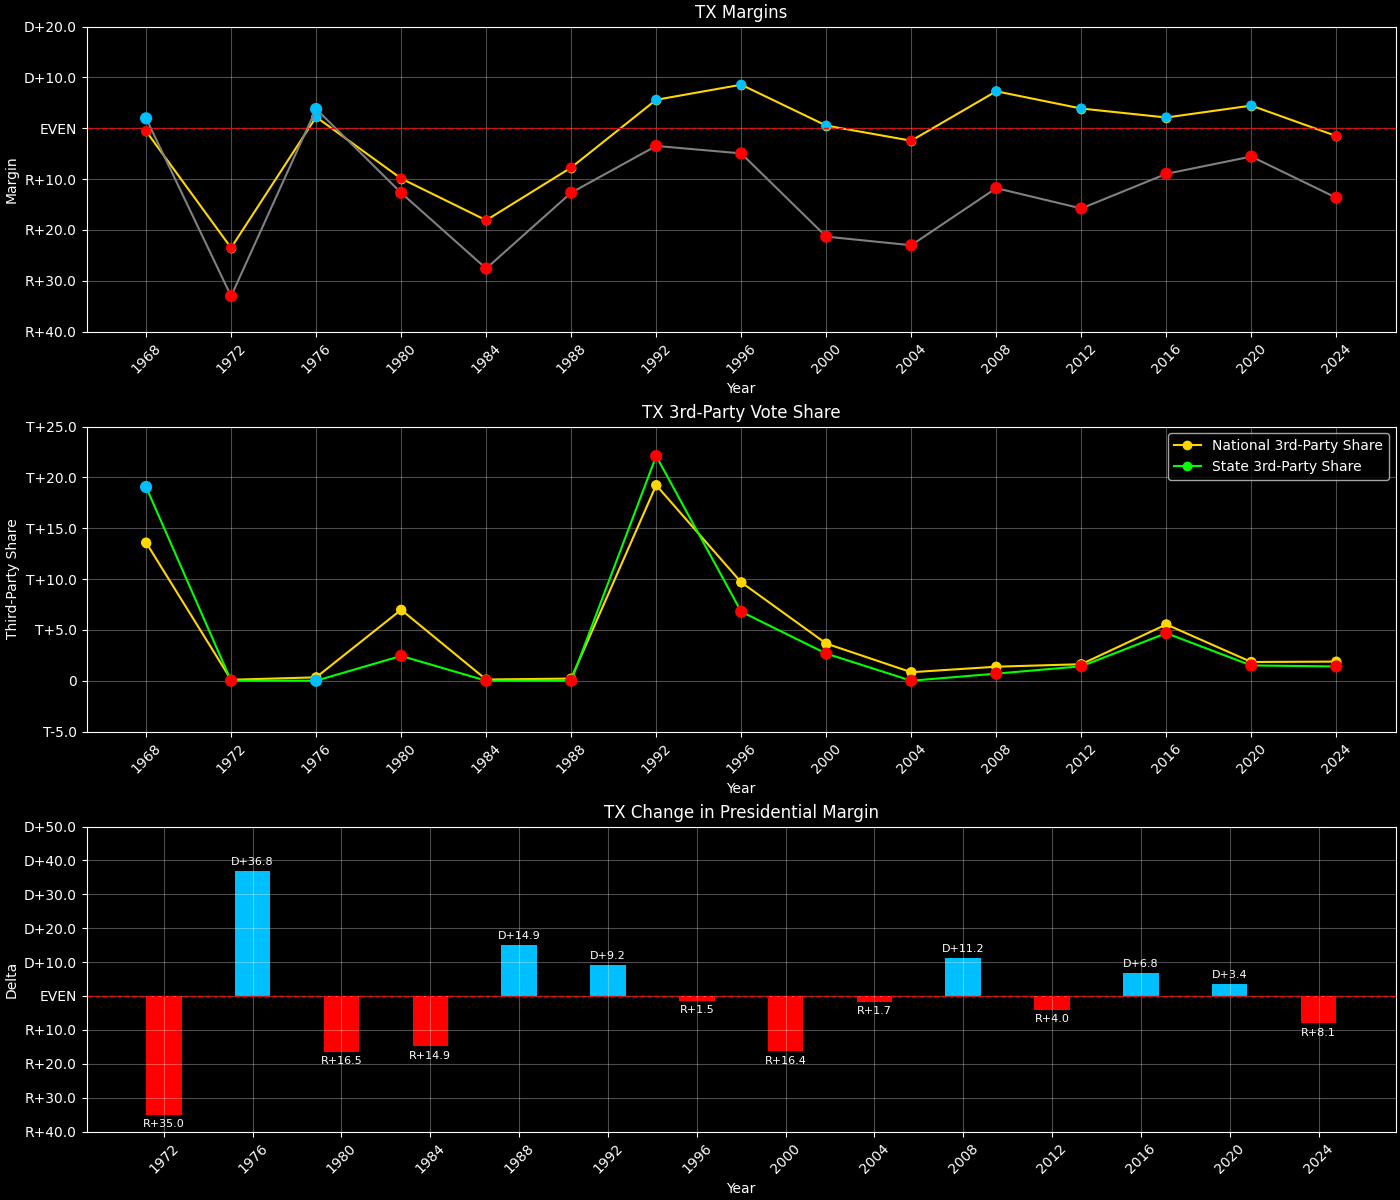 TX Margins
Margin
D+20.0
D+10.0
EVEN
R+10.0
R+20.0
R+30.0
R+40.0
1968 1972 1976 1980 1984 1988 1992 1996 2000 2004 2008 2012 2016 2020 2024
Year
TX 3rd-Party Vote Share
Third-Party Share
T+25.0
T+20.0
T+15.0
T+10.0
T+5.0
0
T-5.0
National 3rd-Party Share
State 3rd-Party Share
1968 1972 1976 1980 1984 1988 1992 1996 2000 2004 2008 2012 2016 2020 2024
Year
TX Change in Presidential Margin
Delta
D+50.0
D+40.0
D+30.0
D+20.0
D+10.0
EVEN
R+10.0
R+20.0
R+30.0
R+40.0
R+35.0
D+36.8
R+16.5
R+14.9
D+14.9
D+9.2
R+1.5
R+16.4
R+1.7
D+11.2
R+4.0
D+6.8
D+3.4
R+8.1
1972 1976 1980 1984 1988 1992 1996 2000 2004 2008 2012 2016 2020 2024
Year